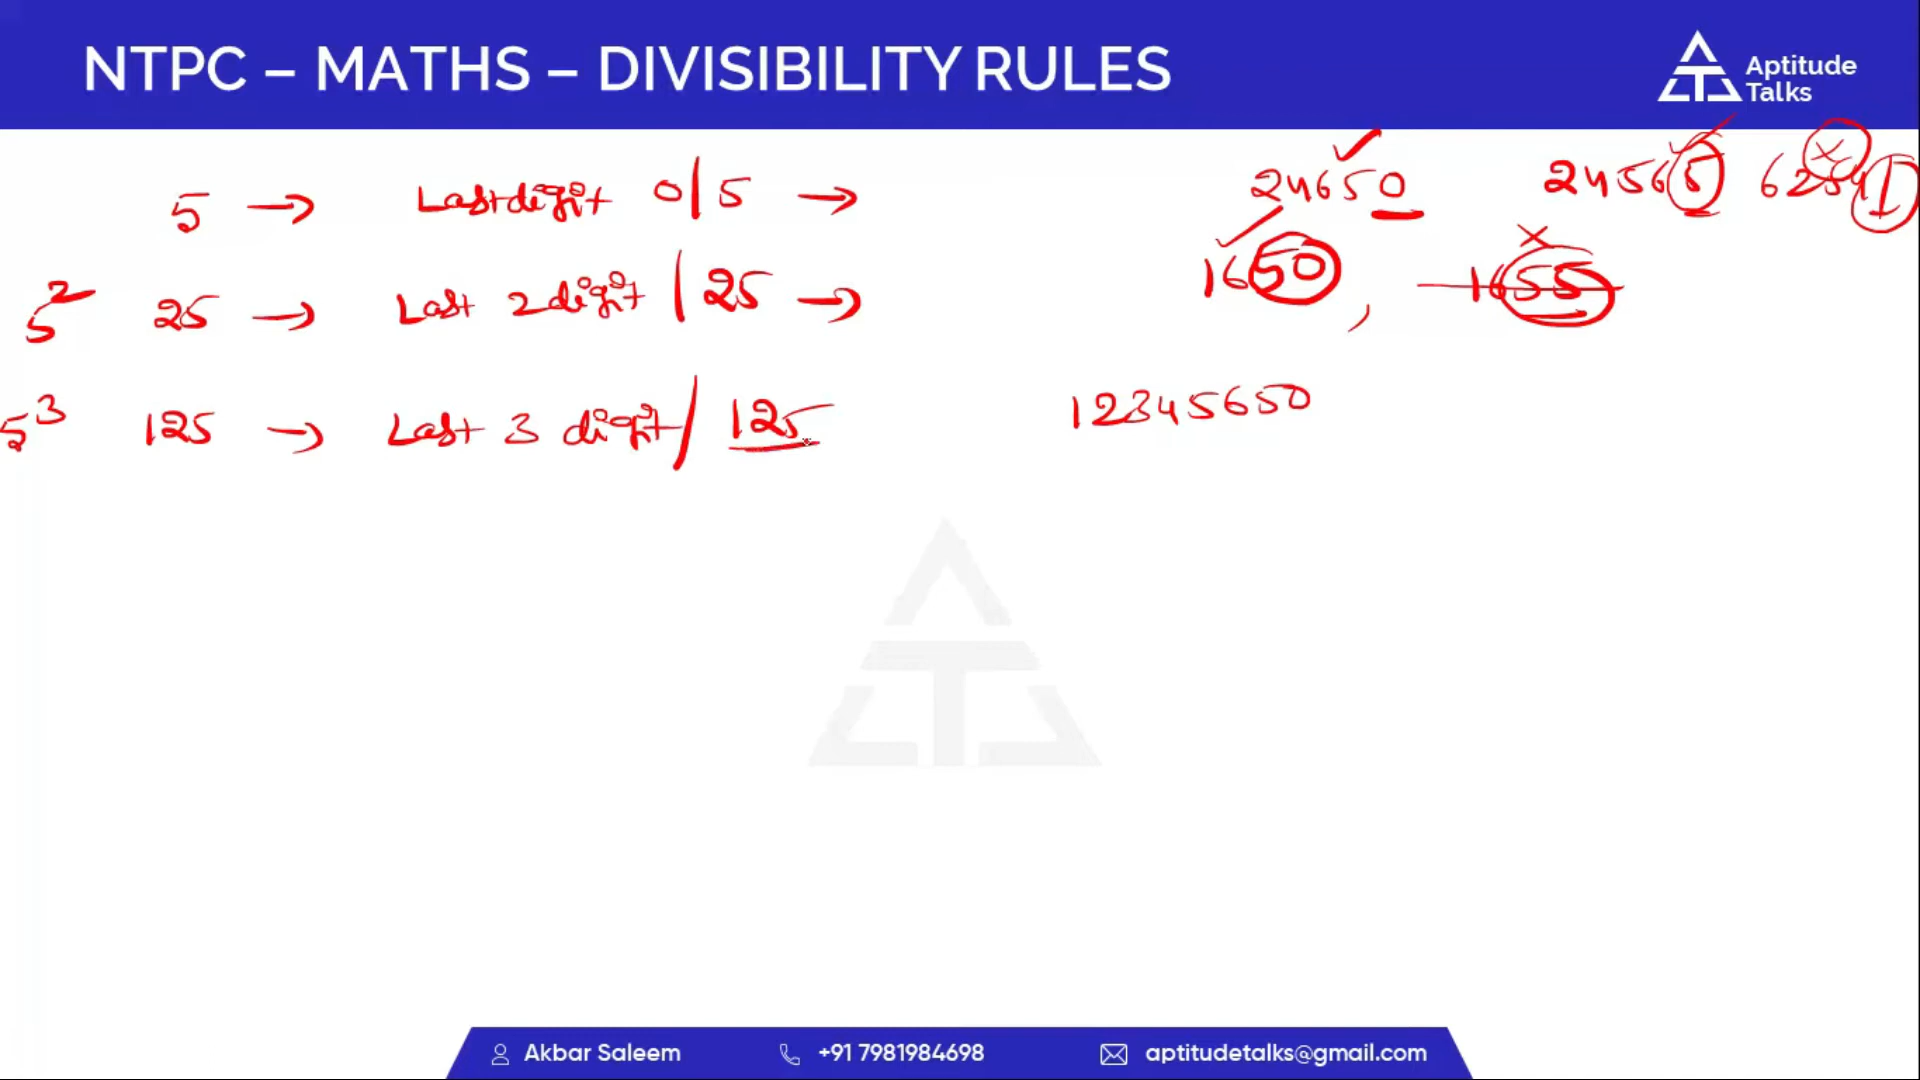 NTPC – MATHS – DIVISIBILITY RULES
Aptitude
Talks
5 → Last digit 0/5 → 24650 24565
5² 25 → Last 2 digit / 25 → 1650 , 1655
5³ 125 → Last 3 digit / 125 12345650
Akbar Saleem +91 7981984698 aptitudetalks@gmail.com